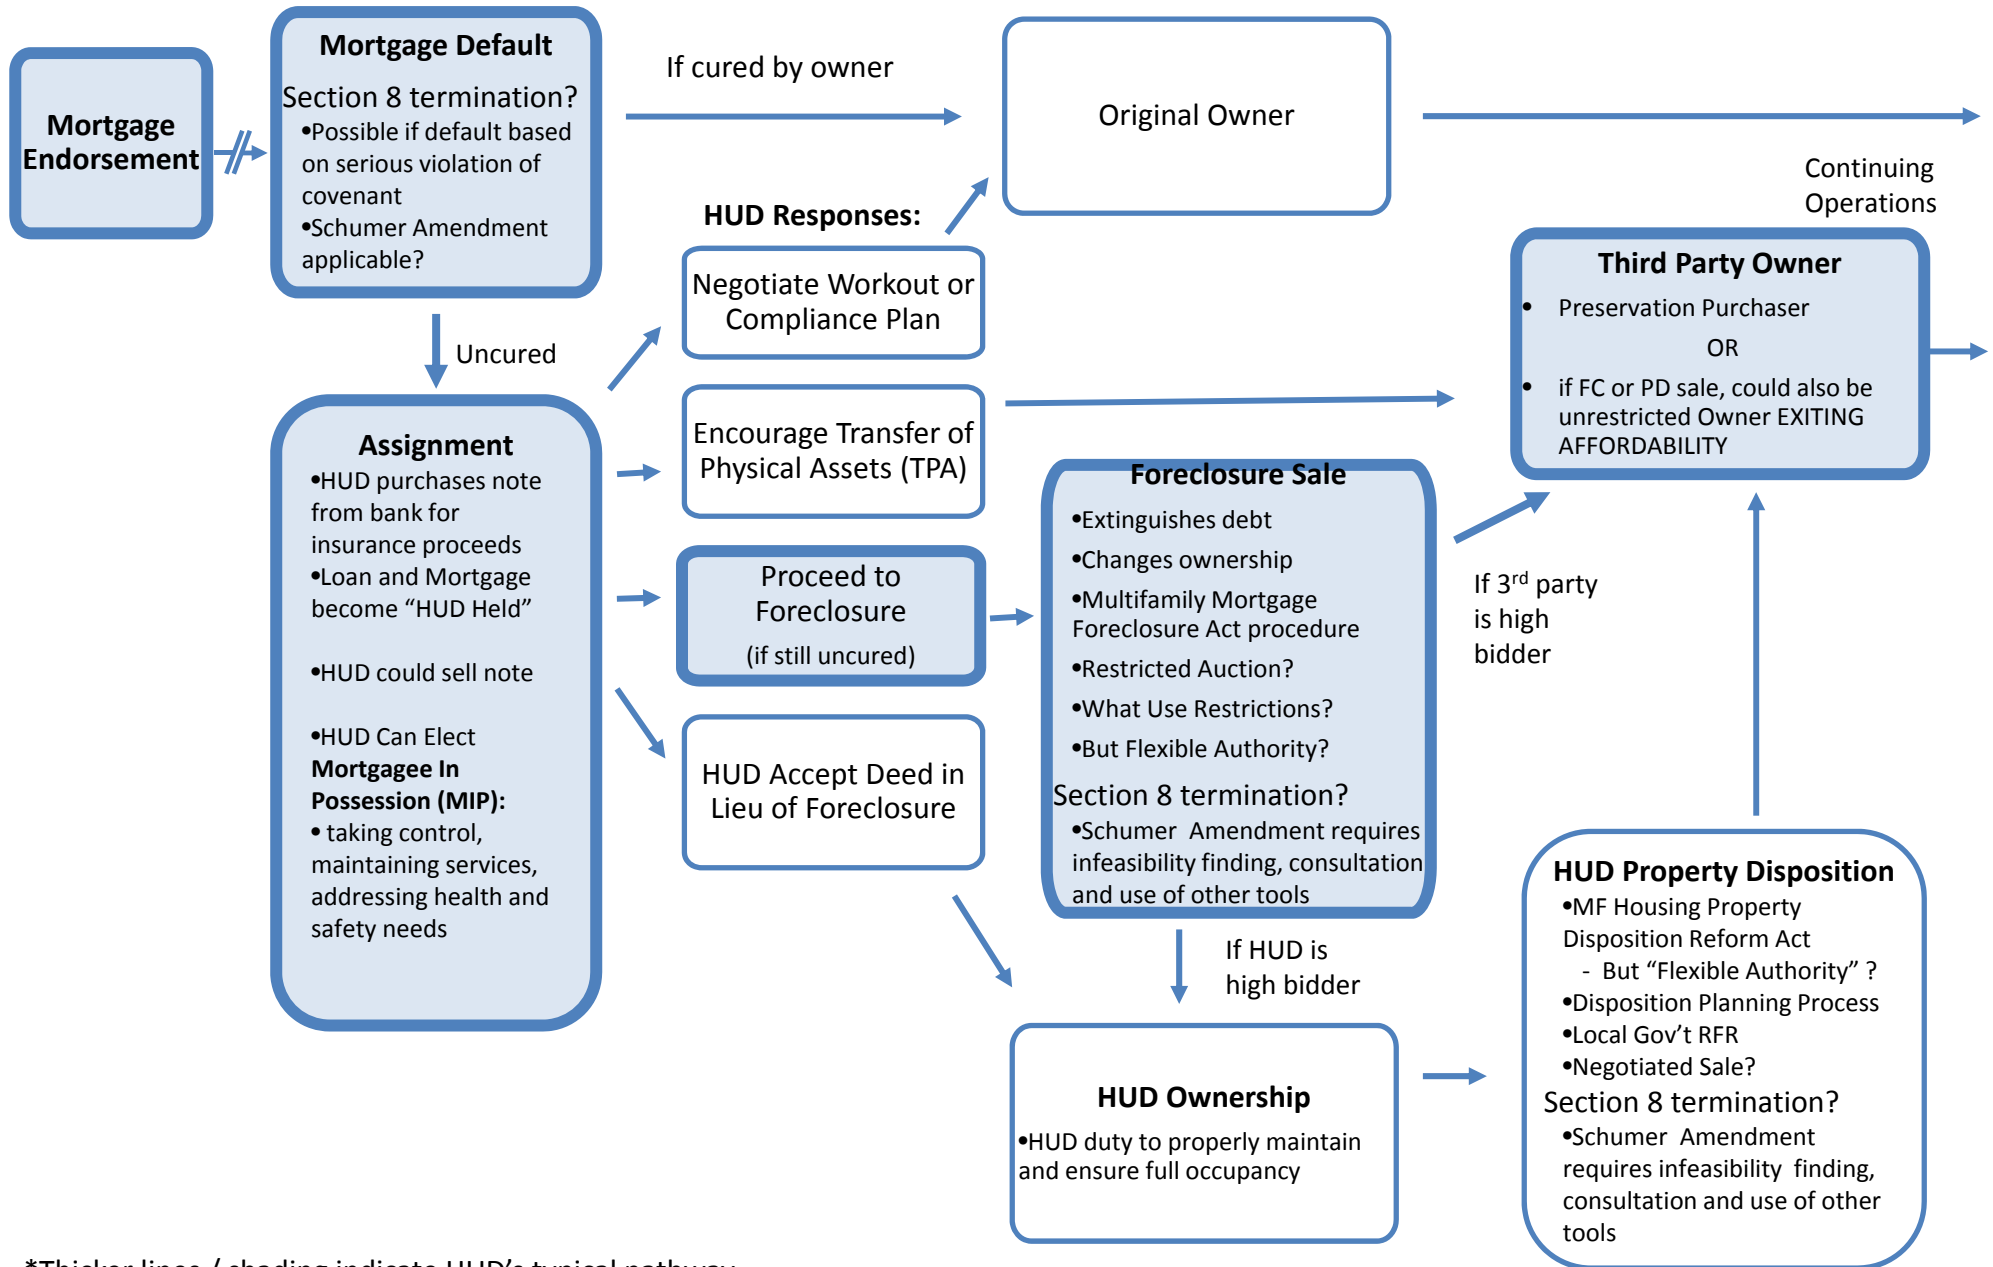 Mortgage
Endorsement
Mortgage Default
Section 8 termination?
•Possible if default based
on serious violation of
covenant
•Schumer Amendment
applicable?
If cured by owner
Original Owner
Continuing
Operations
Uncured
HUD Responses:
Negotiate Workout or
Compliance Plan
Encourage Transfer of
Physical Assets (TPA)
Proceed to
Foreclosure
(if still uncured)
HUD Accept Deed in
Lieu of Foreclosure
Assignment
•HUD purchases note
from bank for
insurance proceeds
•Loan and Mortgage
become “HUD Held”
•HUD could sell note
•HUD Can Elect
Mortgagee In
Possession (MIP):
• taking control,
maintaining services,
addressing health and
safety needs
Foreclosure Sale
•Extinguishes debt
•Changes ownership
•Multifamily Mortgage
Foreclosure Act procedure
•Restricted Auction?
•What Use Restrictions?
•But Flexible Authority?
Section 8 termination?
•Schumer Amendment requires
infeasibility finding, consultation
and use of other tools
If 3rd party
is high
bidder
Third Party Owner
• Preservation Purchaser
OR
• if FC or PD sale, could also be
unrestricted Owner EXITING
AFFORDABILITY
If HUD is
high bidder
HUD Ownership
•HUD duty to properly maintain
and ensure full occupancy
HUD Property Disposition
•MF Housing Property
Disposition Reform Act
- But “Flexible Authority” ?
•Disposition Planning Process
•Local Gov’t RFR
•Negotiated Sale?
Section 8 termination?
•Schumer Amendment
requires infeasibility finding,
consultation and use of other
tools
*Thicker lines / shading indicate HUD’s typical pathway